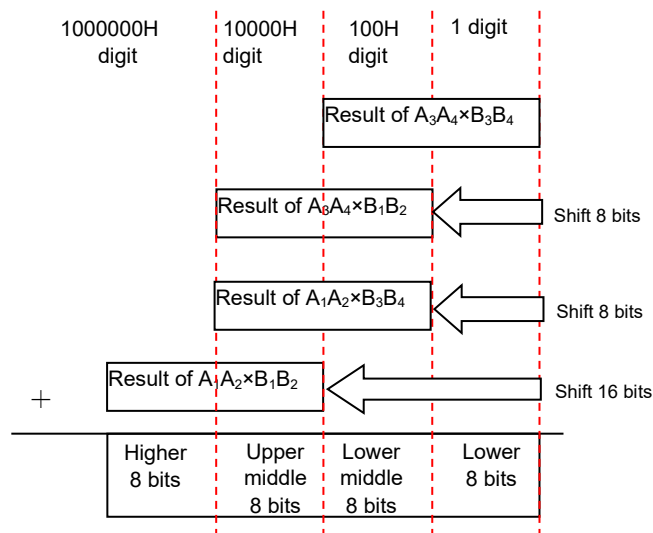 1000000H
digit
10000H
digit
100H
digit
1 digit
Result of A₃A₄×B₃B₄
Result of A₃A₄×B₁B₂
Shift 8 bits
Result of A₁A₂×B₃B₄
Shift 8 bits
Result of A₁A₂×B₁B₂
Shift 16 bits
+
Higher
8 bits
Upper
middle
8 bits
Lower
middle
8 bits
Lower
8 bits